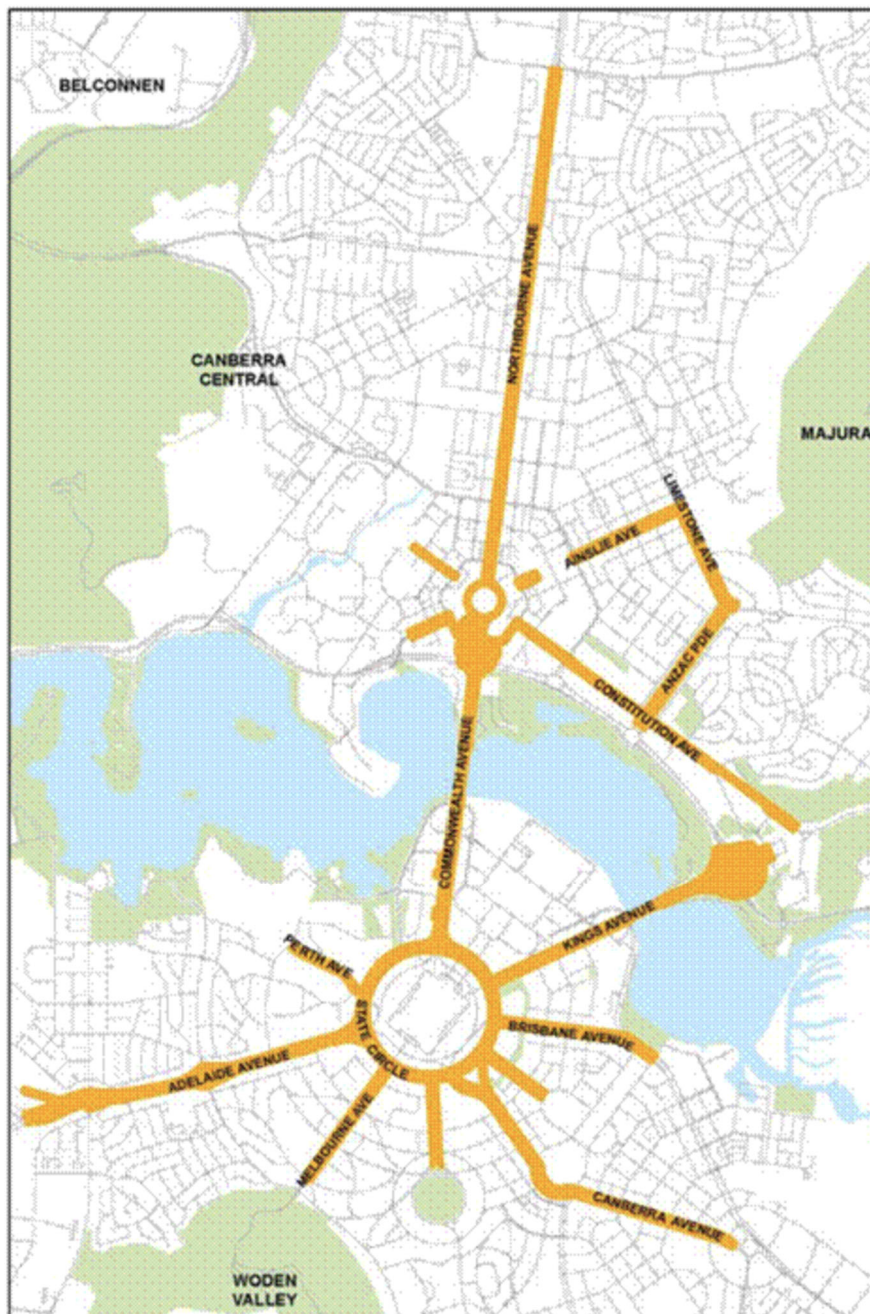 BELCONNEN
NORTHBOURNE AVENUE
CANBERRA
CENTRAL
MAJURA
LIMESTONE AVE
AINSLIE AVE
ANZAC PDE
CONSTITUTION AVE
COMMONWEALTH AVENUE
KINGS AVENUE
PERTH AVE
STATE CIRCLE
BRISBANE AVENUE
ADELAIDE AVENUE
MELBOURNE AVE
CANBERRA AVENUE
WODEN
VALLEY